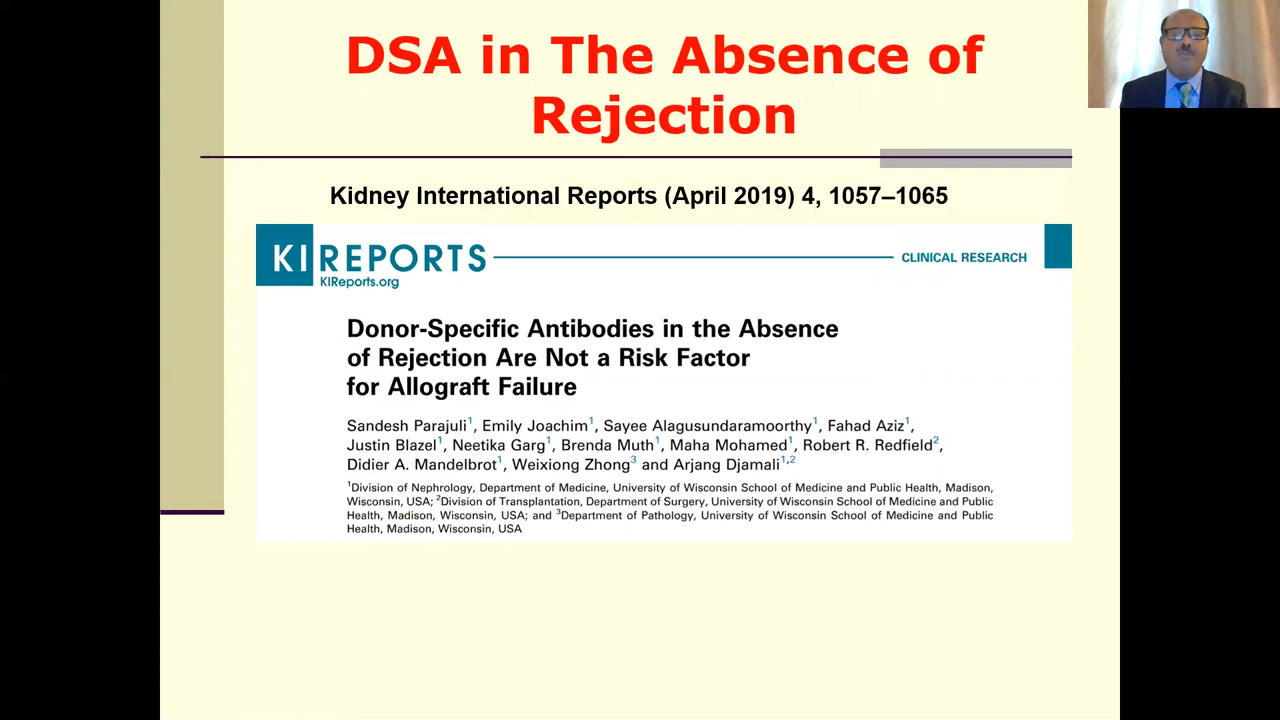 DSA in The Absence of
Rejection
Kidney International Reports (April 2019) 4, 1057–1065
KI REPORTS
KIReports.org
CLINICAL RESEARCH
Donor-Specific Antibodies in the Absence
of Rejection Are Not a Risk Factor
for Allograft Failure
Sandesh Parajuli1, Emily Joachim1, Sayee Alagusundaramoorthy1, Fahad Aziz1,
Justin Blazel1, Neetika Garg1, Brenda Muth1, Maha Mohamed1, Robert R. Redfield2,
Didier A. Mandelbrot1, Weixiong Zhong3 and Arjang Djamali1,2
1Division of Nephrology, Department of Medicine, University of Wisconsin School of Medicine and Public Health, Madison,
Wisconsin, USA; 2Division of Transplantation, Department of Surgery, University of Wisconsin School of Medicine and Public
Health, Madison, Wisconsin, USA; and 3Department of Pathology, University of Wisconsin School of Medicine and Public
Health, Madison, Wisconsin, USA